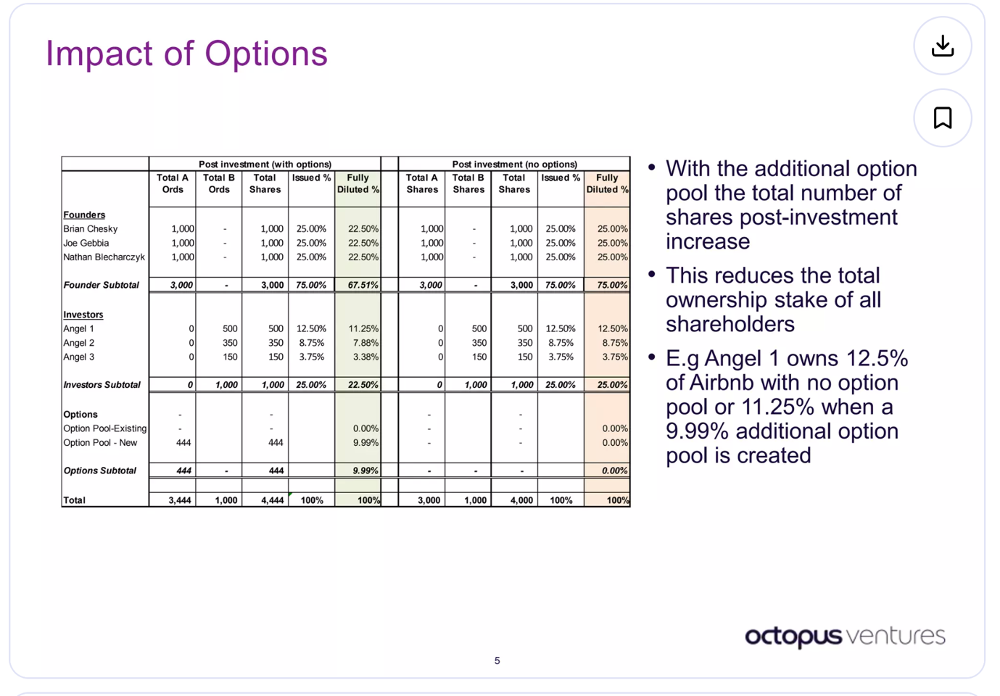 Impact of Options
Post investment (with options) Post investment (no options)
Total A Ords Total B Ords Total Shares Issued % Fully Diluted % Total A Shares Total B Shares Total Shares Issued % Fully Diluted %
Founders
Brian Chesky 1,000 - 1,000 25.00% 22.50% 1,000 - 1,000 25.00% 25.00%
Joe Gebbia 1,000 - 1,000 25.00% 22.50% 1,000 - 1,000 25.00% 25.00%
Nathan Blecharczyk 1,000 - 1,000 25.00% 22.50% 1,000 - 1,000 25.00% 25.00%
Founder Subtotal 3,000 - 3,000 75.00% 67.51% 3,000 - 3,000 75.00% 75.00%
Investors
Angel 1 0 500 500 12.50% 11.25% 0 500 500 12.50% 12.50%
Angel 2 0 350 350 8.75% 7.88% 0 350 350 8.75% 8.75%
Angel 3 0 150 150 3.75% 3.38% 0 150 150 3.75% 3.75%
Investors Subtotal 0 1,000 1,000 25.00% 22.50% 0 1,000 1,000 25.00% 25.00%
Options - - - -
Option Pool-Existing - - 0.00% - - 0.00%
Option Pool - New 444 444 9.99% - - 0.00%
Options Subtotal 444 - 444 9.99% - - - 0.00%
Total 3,444 1,000 4,444 100% 100% 3,000 1,000 4,000 100% 100%
• With the additional option
pool the total number of
shares post-investment
increase
• This reduces the total
ownership stake of all
shareholders
• E.g Angel 1 owns 12.5%
of Airbnb with no option
pool or 11.25% when a
9.99% additional option
pool is created
octopus ventures
5